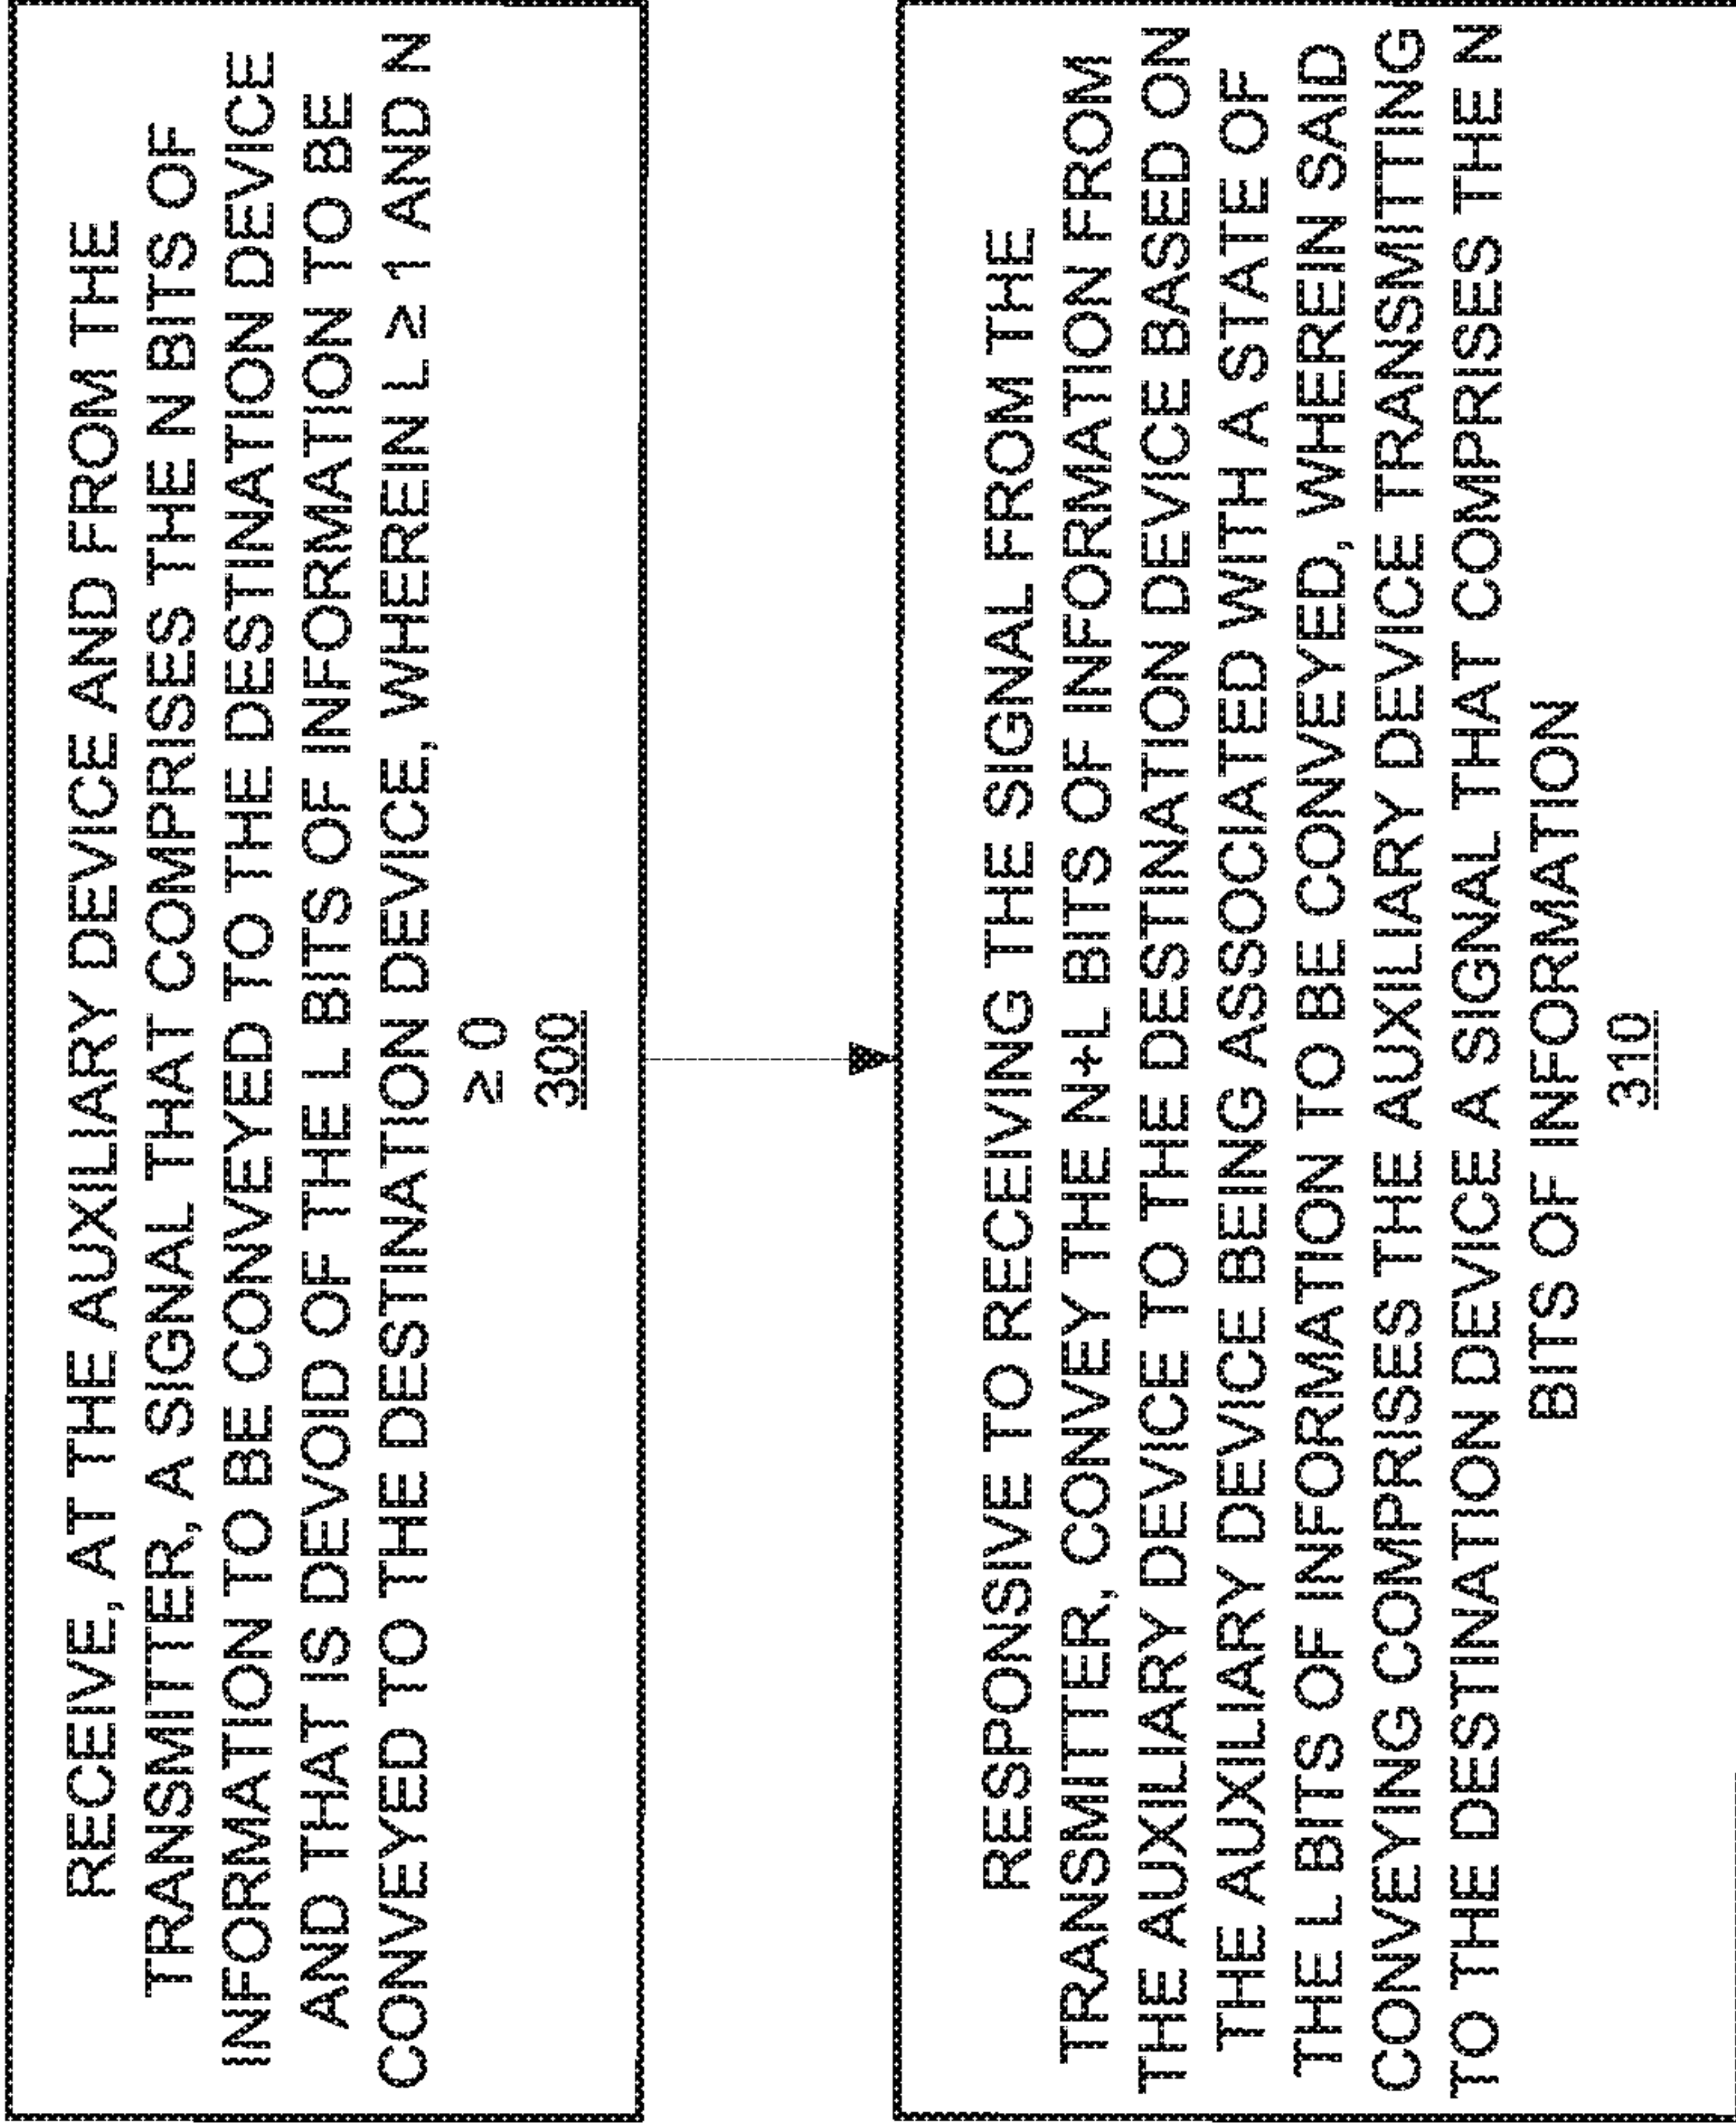 RECEIVE, AT THE AUXILIARY DEVICE AND FROM THE
TRANSMITTER, A SIGNAL THAT COMPRISES THE N BITS OF
INFORMATION TO BE CONVEYED TO THE DESTINATION DEVICE
AND THAT IS DEVOID OF THE L BITS OF INFORMATION TO BE
CONVEYED TO THE DESTINATION DEVICE, WHEREIN L ≥ 1 AND N
≥ 0
300
RESPONSIVE TO RECEIVING THE SIGNAL FROM THE
TRANSMITTER, CONVEY THE N+L BITS OF INFORMATION FROM
THE AUXILIARY DEVICE TO THE DESTINATION DEVICE BASED ON
THE AUXILIARY DEVICE BEING ASSOCIATED WITH A STATE OF
THE L BITS OF INFORMATION TO BE CONVEYED, WHEREIN SAID
CONVEYING COMPRISES THE AUXILIARY DEVICE TRANSMITTING
TO THE DESTINATION DEVICE A SIGNAL THAT COMPRISES THE N
BITS OF INFORMATION
310